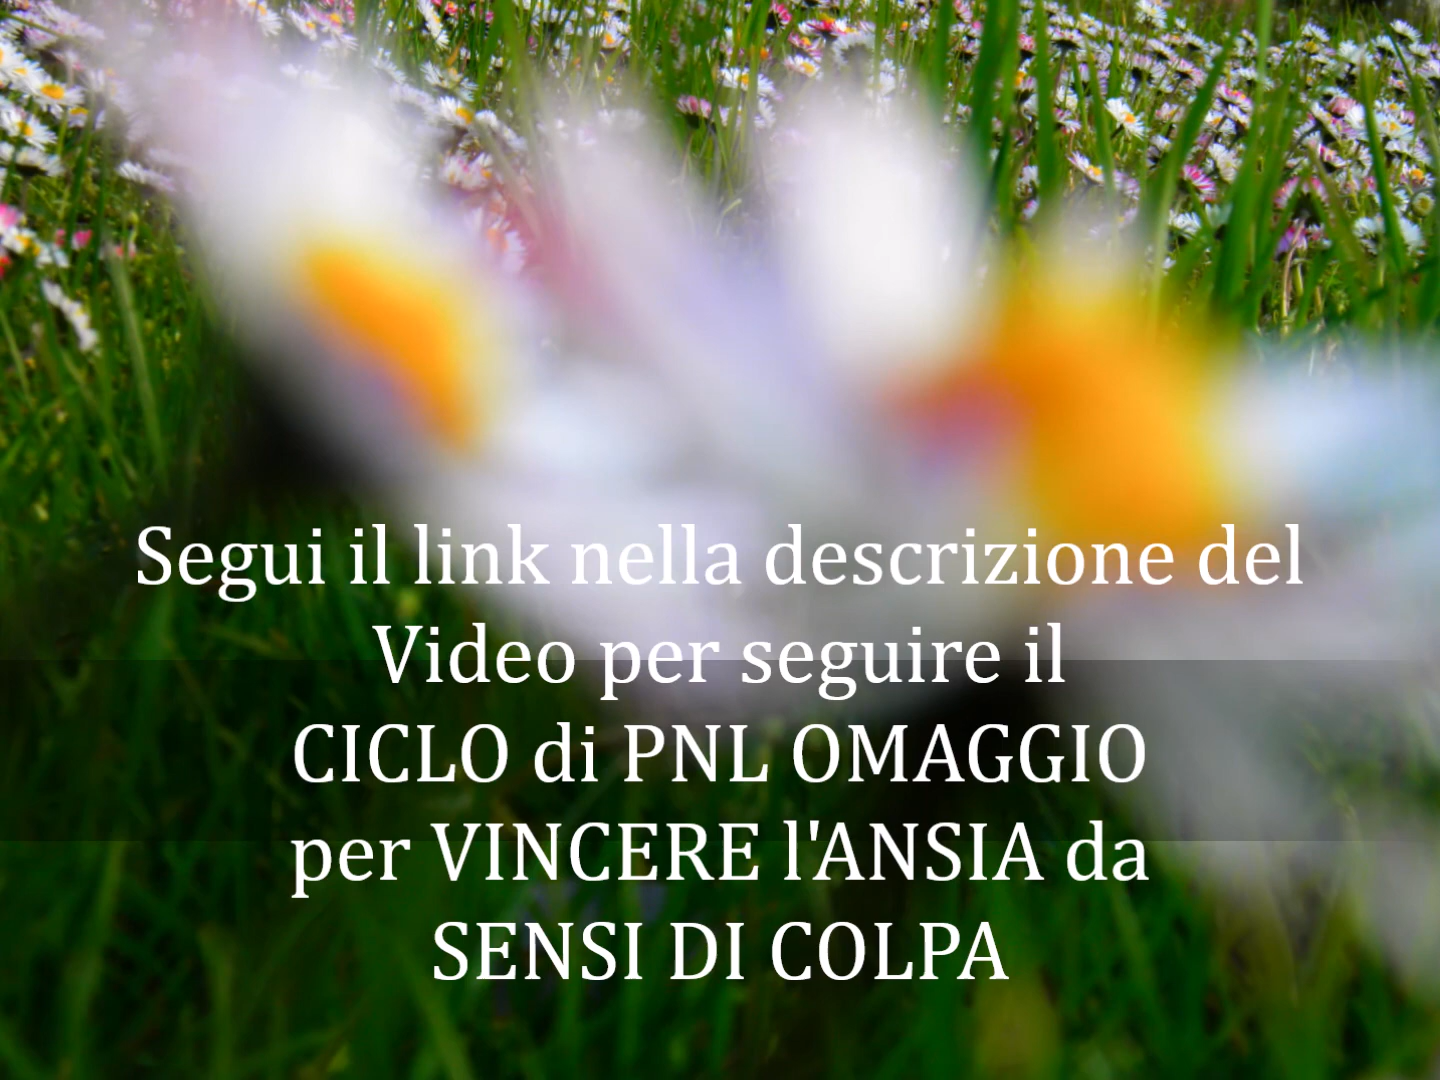 Segui il link nella descrizione del
Video per seguire il
CICLO di PNL OMAGGIO
per VINCERE l'ANSIA da
SENSI DI COLPA